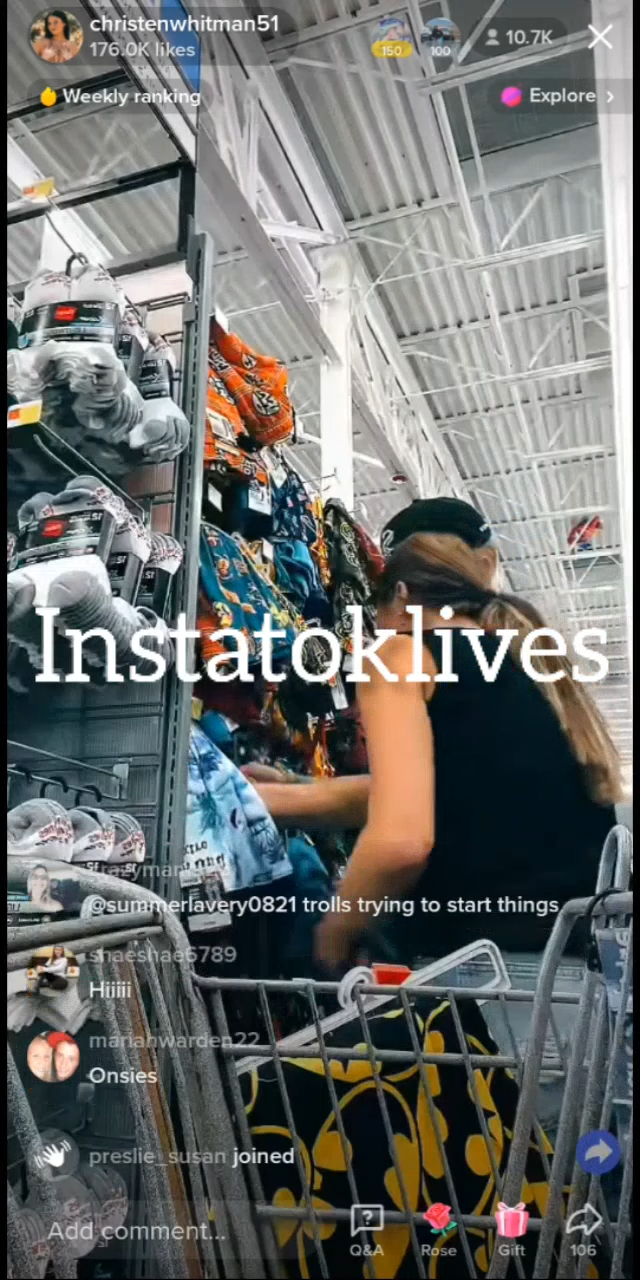 christenwhitman51
176.0K likes
150
100
10.7K
Weekly ranking
Explore
Instatoklives
@summerlavery0821 trolls trying to start things
shaeshae6789
Hiiiii
mariahwarden22
Onsies
preslie_susan joined
Add comment...
Q&A
Rose
Gift
106